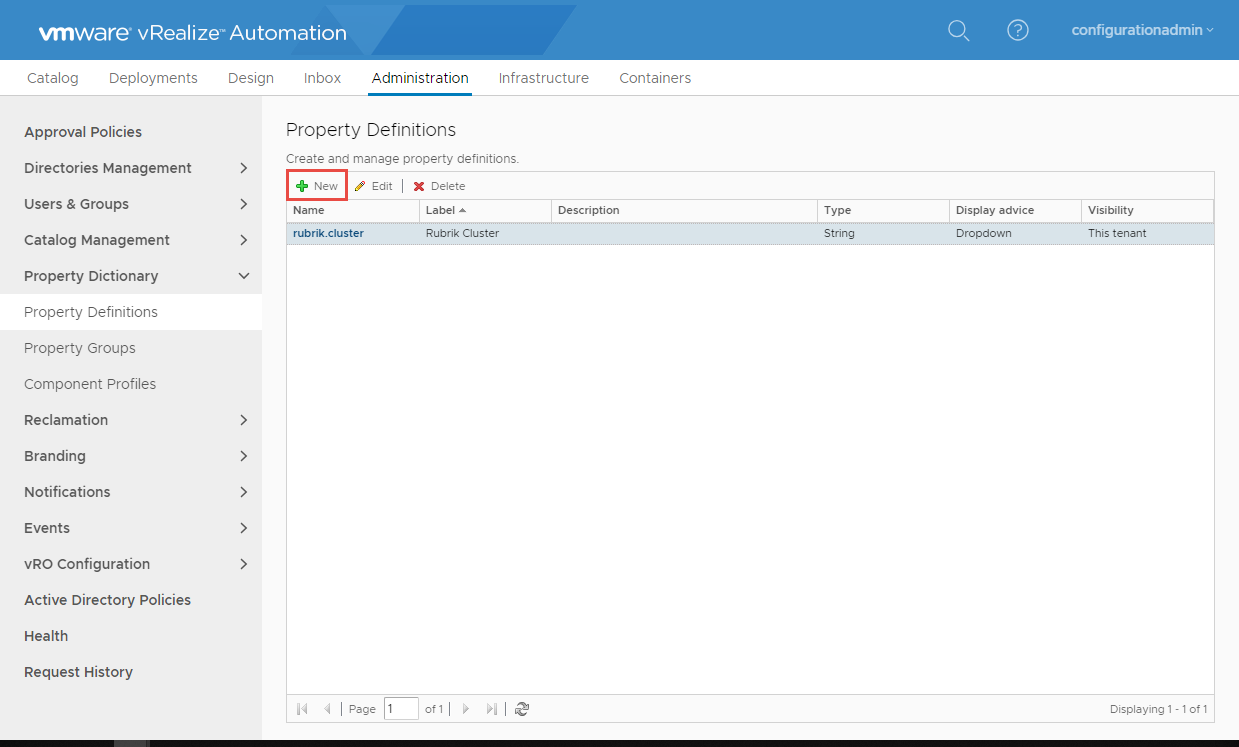 vmware® vRealize™ Automation
configurationadmin
Catalog Deployments Design Inbox Administration Infrastructure Containers
Approval Policies
Directories Management
Users & Groups
Catalog Management
Property Dictionary
Property Definitions
Property Groups
Component Profiles
Reclamation
Branding
Notifications
Events
vRO Configuration
Active Directory Policies
Health
Request History
Property Definitions
Create and manage property definitions.
New Edit Delete
Name Label Description Type Display advice Visibility
rubrik.cluster Rubrik Cluster String Dropdown This tenant
Page 1 of 1 Displaying 1 - 1 of 1